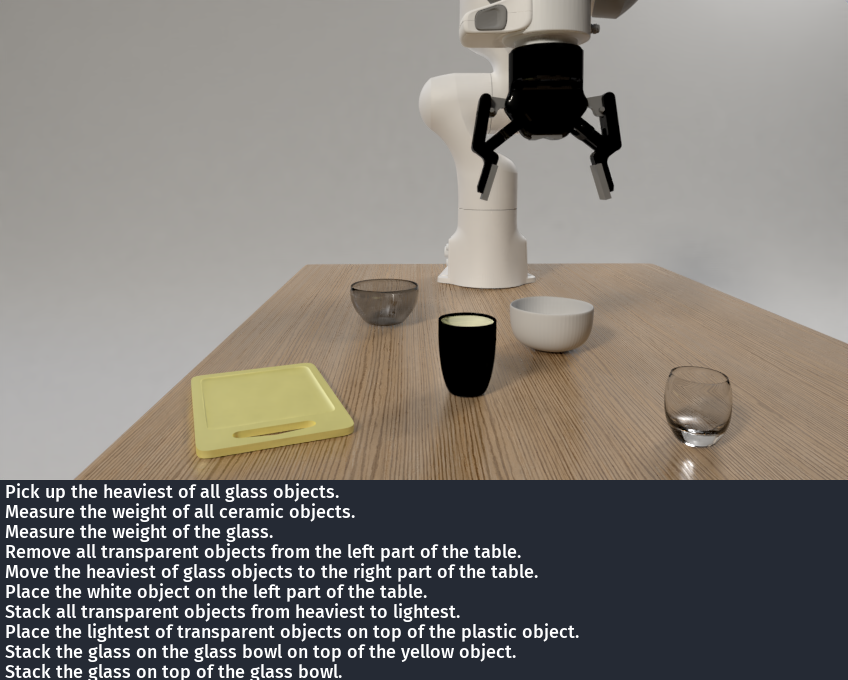 Pick up the heaviest of all glass objects.
Measure the weight of all ceramic objects.
Measure the weight of the glass.
Remove all transparent objects from the left part of the table.
Move the heaviest of glass objects to the right part of the table.
Place the white object on the left part of the table.
Stack all transparent objects from heaviest to lightest.
Place the lightest of transparent objects on top of the plastic object.
Stack the glass on the glass bowl on top of the yellow object.
Stack the glass on top of the glass bowl.